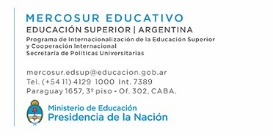 MERCOSUR EDUCATIVO
EDUCACIÓN SUPERIOR | ARGENTINA
Programa de Internacionalización de la Educación Superior
y Cooperación Internacional
Secretaría de Políticas Universitarias
mercosur.edsup@educacion.gob.ar
Tel. (+54 11) 4129 1000 Int. 7389
Paraguay 1657, 3º piso - Of. 302, CABA.
Ministerio de Educación
Presidencia de la Nación